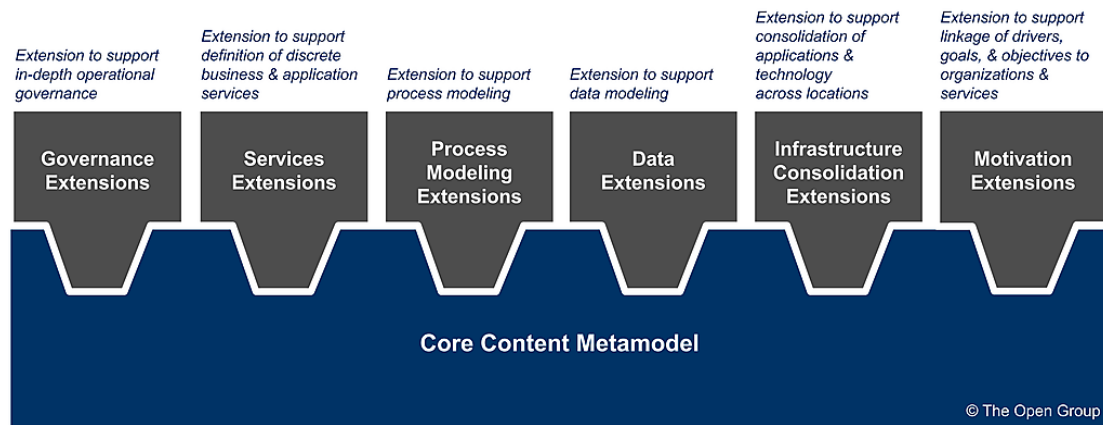 Extension to support
in-depth operational
governance
Extension to support
definition of discrete
business & application
services
Extension to support
process modeling
Extension to support
data modeling
Extension to support
consolidation of
applications &
technology
across locations
Extension to support
linkage of drivers,
goals, & objectives to
organizations &
services
Governance
Extensions
Services
Extensions
Process
Modeling
Extensions
Data
Extensions
Infrastructure
Consolidation
Extensions
Motivation
Extensions
Core Content Metamodel
© The Open Group